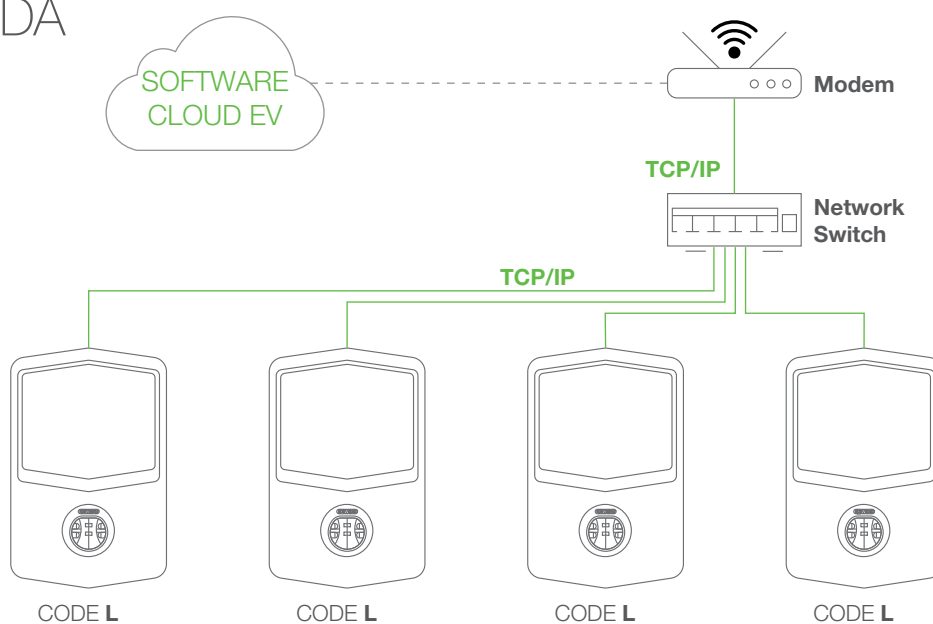 DA
SOFTWARE
CLOUD EV
Modem
TCP/IP
Network
Switch
TCP/IP
CODE L
CODE L
CODE L
CODE L